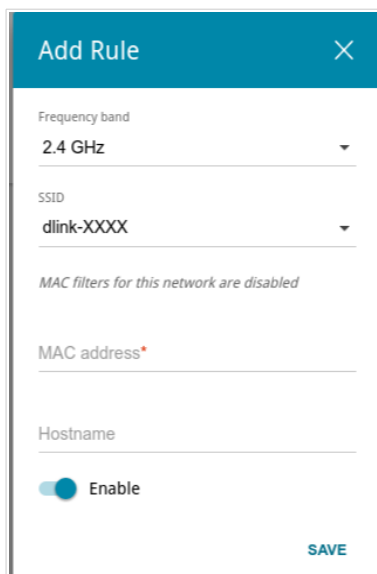 Add Rule
Frequency band
2.4 GHz
SSID
dlink-XXXX
MAC filters for this network are disabled
MAC address*
Hostname
Enable
SAVE